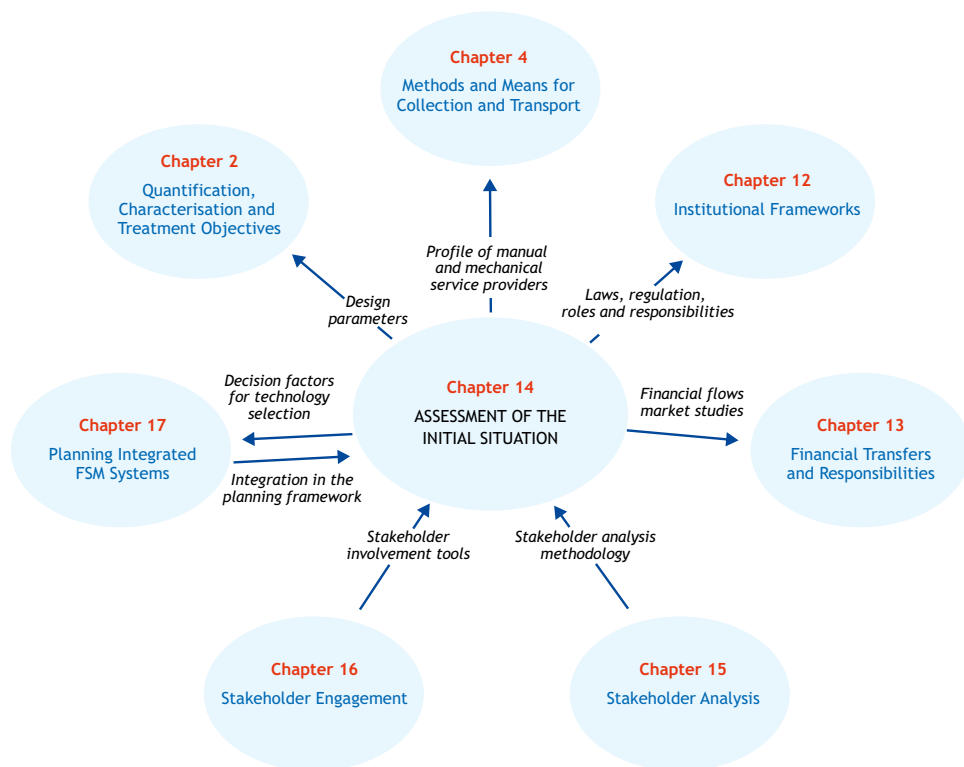 Chapter 4
Methods and Means for
Collection and Transport
Chapter 2
Quantification,
Characterisation and
Treatment Objectives
Chapter 12
Institutional Frameworks
Profile of manual
and mechanical
service providers
Design
parameters
Laws, regulation,
roles and responsibilities
Chapter 14
ASSESSMENT OF THE
INITIAL SITUATION
Decision factors
for technology
selection
Financial flows
market studies
Chapter 17
Planning Integrated
FSM Systems
Chapter 13
Financial Transfers
and Responsibilities
Integration in the
planning framework
Stakeholder
involvement tools
Stakeholder analysis
methodology
Chapter 16
Stakeholder Engagement
Chapter 15
Stakeholder Analysis